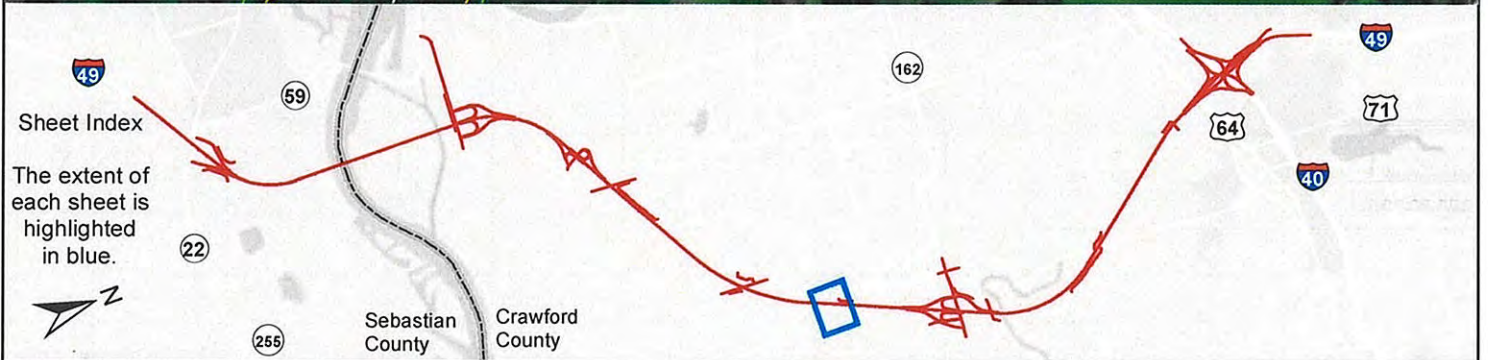 49
59
162
49
71
64
40
Sheet Index
The extent of
each sheet is
highlighted
in blue.
22
N
255
Sebastian
County
Crawford
County